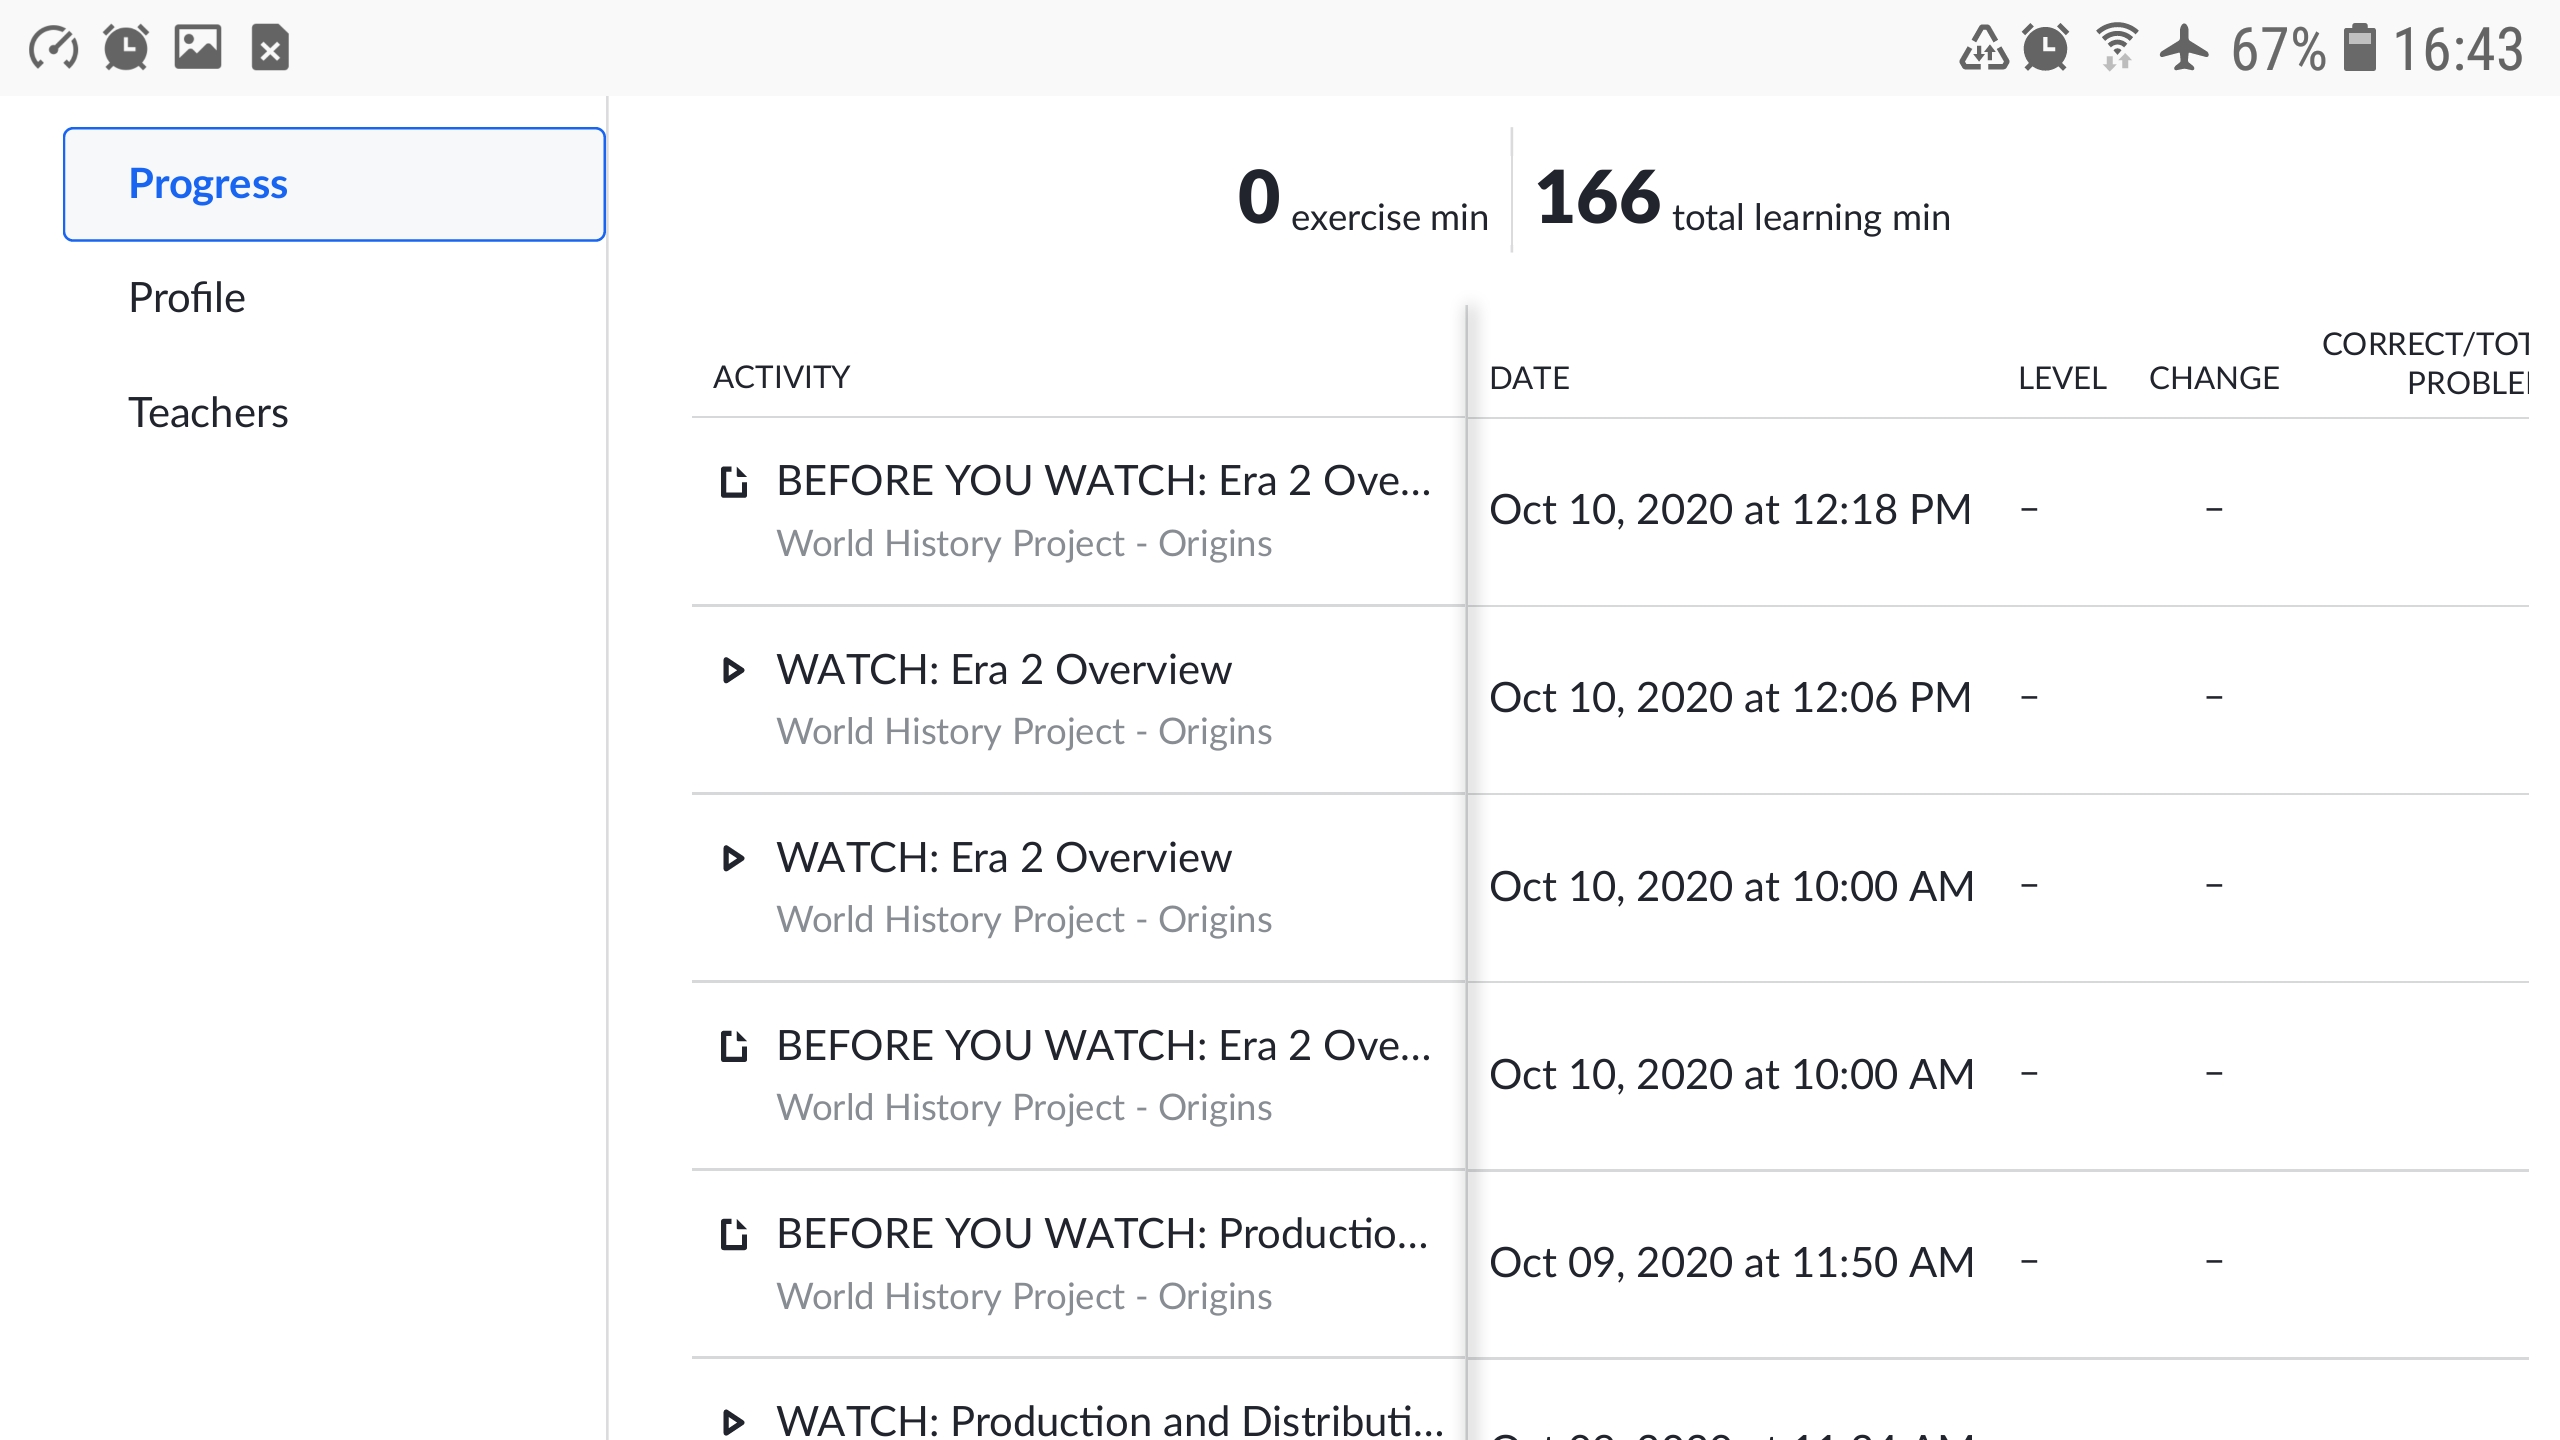 67% 16:43
Progress
Profile
Teachers
0 exercise min 166 total learning min
ACTIVITY DATE LEVEL CHANGE CORRECT/TOT
PROBLE
BEFORE YOU WATCH: Era 2 Ove...
World History Project - Origins
Oct 10, 2020 at 12:18 PM – –
WATCH: Era 2 Overview
World History Project - Origins
Oct 10, 2020 at 12:06 PM – –
WATCH: Era 2 Overview
World History Project - Origins
Oct 10, 2020 at 10:00 AM – –
BEFORE YOU WATCH: Era 2 Ove...
World History Project - Origins
Oct 10, 2020 at 10:00 AM – –
BEFORE YOU WATCH: Productio...
World History Project - Origins
Oct 09, 2020 at 11:50 AM – –
WATCH: Production and Distributi...